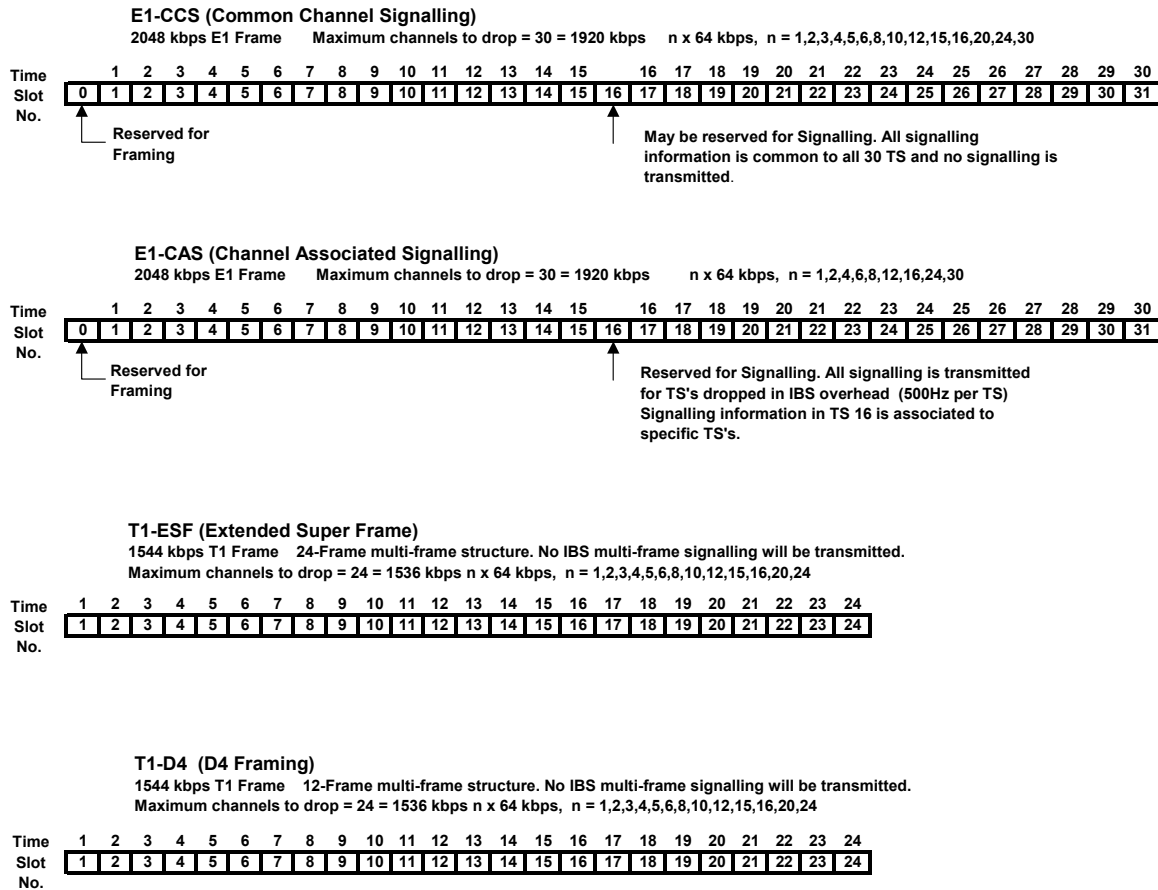 E1-CCS (Common Channel Signalling)
2048 kbps E1 Frame Maximum channels to drop = 30 = 1920 kbps n x 64 kbps, n = 1,2,3,4,5,6,8,10,12,15,16,20,24,30
Time 1 2 3 4 5 6 7 8 9 10 11 12 13 14 15 16 17 18 19 20 21 22 23 24 25 26 27 28 29 30
Slot 0 1 2 3 4 5 6 7 8 9 10 11 12 13 14 15 16 17 18 19 20 21 22 23 24 25 26 27 28 29 30 31
No.
Reserved for
Framing
May be reserved for Signalling. All signalling
information is common to all 30 TS and no signalling is
transmitted.
E1-CAS (Channel Associated Signalling)
2048 kbps E1 Frame Maximum channels to drop = 30 = 1920 kbps n x 64 kbps, n = 1,2,4,6,8,12,16,24,30
Time 1 2 3 4 5 6 7 8 9 10 11 12 13 14 15 16 17 18 19 20 21 22 23 24 25 26 27 28 29 30
Slot 0 1 2 3 4 5 6 7 8 9 10 11 12 13 14 15 16 17 18 19 20 21 22 23 24 25 26 27 28 29 30 31
No.
Reserved for
Framing
Reserved for Signalling. All signalling is transmitted
for TS's dropped in IBS overhead (500Hz per TS)
Signalling information in TS 16 is associated to
specific TS's.
T1-ESF (Extended Super Frame)
1544 kbps T1 Frame 24-Frame multi-frame structure. No IBS multi-frame signalling will be transmitted.
Maximum channels to drop = 24 = 1536 kbps n x 64 kbps, n = 1,2,3,4,5,6,8,10,12,15,16,20,24
Time 1 2 3 4 5 6 7 8 9 10 11 12 13 14 15 16 17 18 19 20 21 22 23 24
Slot 1 2 3 4 5 6 7 8 9 10 11 12 13 14 15 16 17 18 19 20 21 22 23 24
No.
T1-D4 (D4 Framing)
1544 kbps T1 Frame 12-Frame multi-frame structure. No IBS multi-frame signalling will be transmitted.
Maximum channels to drop = 24 = 1536 kbps n x 64 kbps, n = 1,2,3,4,5,6,8,10,12,15,16,20,24
Time 1 2 3 4 5 6 7 8 9 10 11 12 13 14 15 16 17 18 19 20 21 22 23 24
Slot 1 2 3 4 5 6 7 8 9 10 11 12 13 14 15 16 17 18 19 20 21 22 23 24
No.